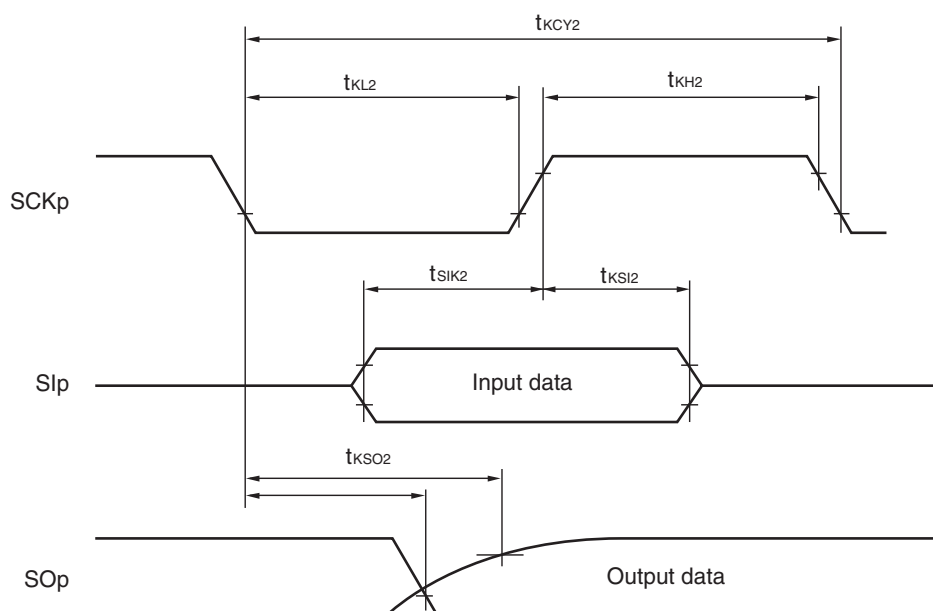 tKCY2
tKL2
tKH2
SCKp
tSIK2
tKSI2
SIp
Input data
tKSO2
SOp
Output data